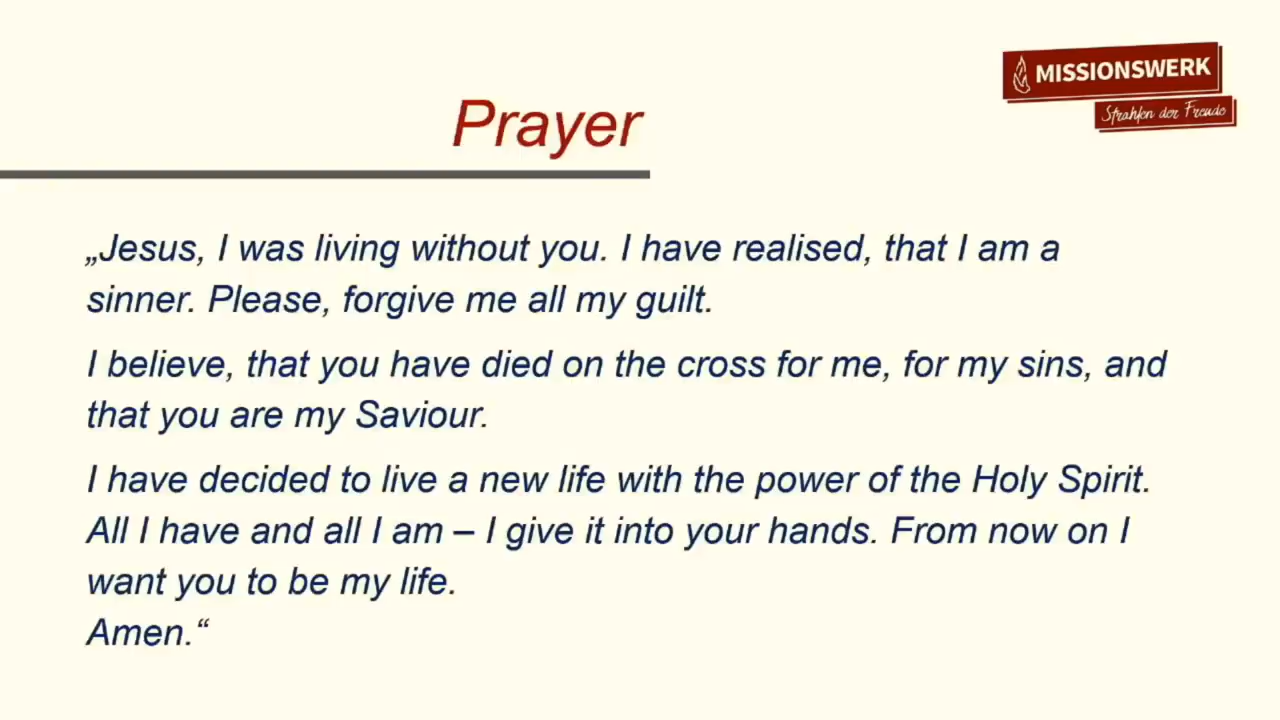 MISSIONSWERK
Strahlen der Freude
Prayer
„Jesus, I was living without you. I have realised, that I am a
sinner. Please, forgive me all my guilt.
I believe, that you have died on the cross for me, for my sins, and
that you are my Saviour.
I have decided to live a new life with the power of the Holy Spirit.
All I have and all I am – I give it into your hands. From now on I
want you to be my life.
Amen.“